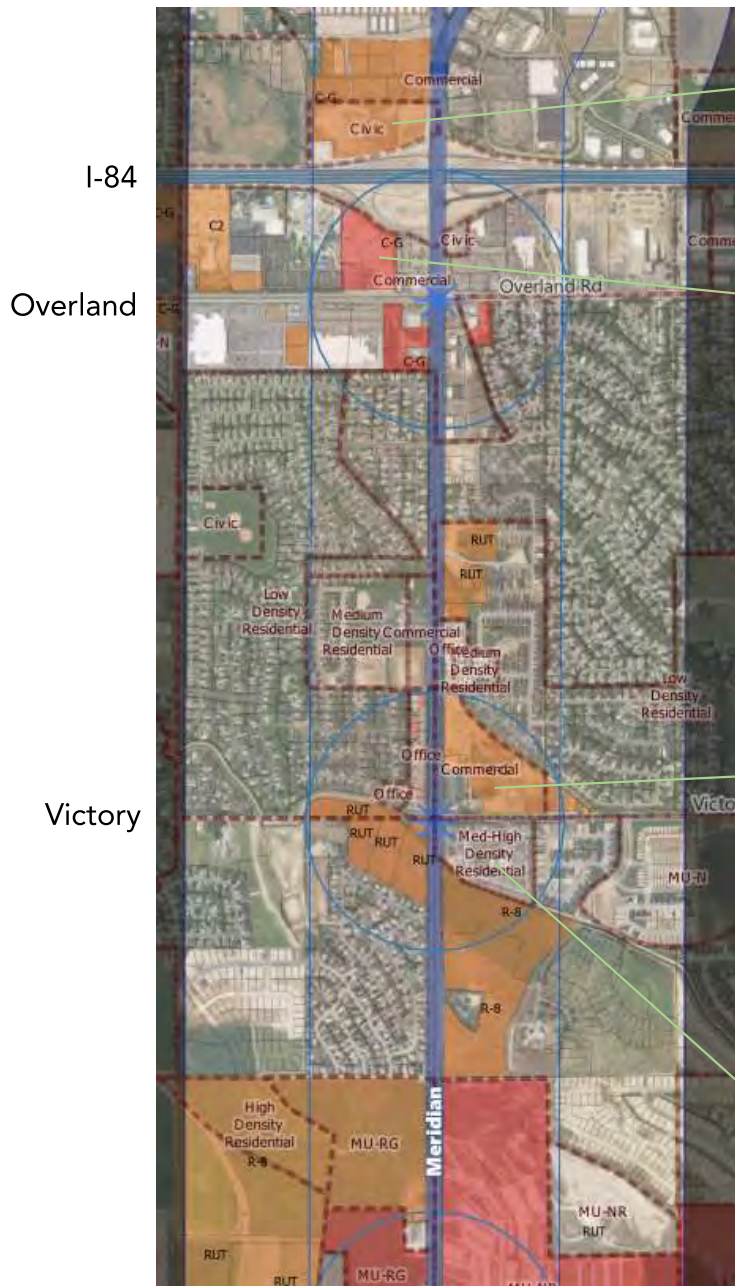 Commercial
C-G
Civic
Comme
I-84
C-G
C2
C-G
Civic
Comme
Commercial
Overland Rd
Overland
C-G
-N
C-G
Civic
RUT
RUT
Low
Density
Residential
Medium
Density
Residential
Commercial
Office
Medium
Density
Residential
Low
Density
Residential
Office
Commercial
Office
RUT
Victory
Victo
RUT
RUT
RUT
Med-High
Density
Residential
MU-N
R-8
R-8
Meridian
High
Density
Residential
R-8
MU-RG
MU-NR
RUT
RUT
RUT
MU-RG